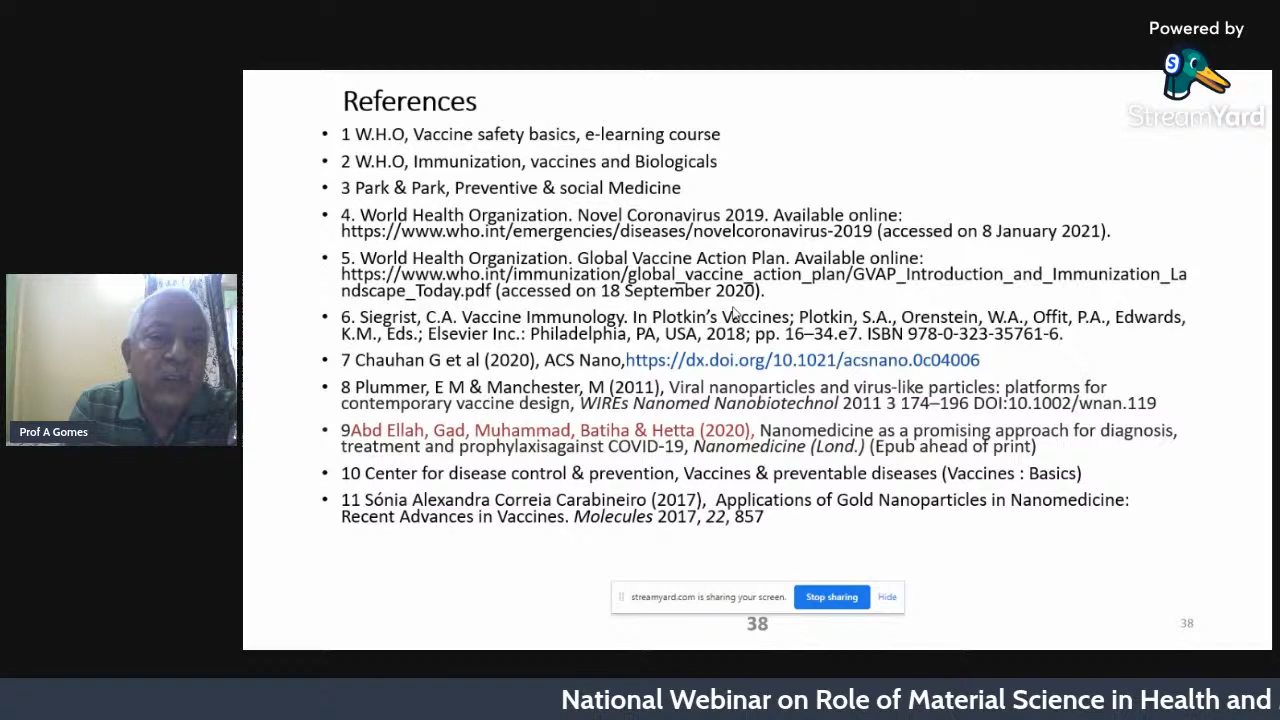 Powered by
S
StreamYard
References
• 1 W.H.O, Vaccine safety basics, e-learning course
• 2 W.H.O, Immunization, vaccines and Biologicals
• 3 Park & Park, Preventive & social Medicine
• 4. World Health Organization. Novel Coronavirus 2019. Available online:
https://www.who.int/emergencies/diseases/novelcoronavirus-2019 (accessed on 8 January 2021).
• 5. World Health Organization. Global Vaccine Action Plan. Available online:
https://www.who.int/immunization/global_vaccine_action_plan/GVAP_Introduction_and_Immunization_La
ndscape_Today.pdf (accessed on 18 September 2020).
• 6. Siegrist, C.A. Vaccine Immunology. In Plotkin’s Vaccines; Plotkin, S.A., Orenstein, W.A., Offit, P.A., Edwards,
K.M., Eds.; Elsevier Inc.: Philadelphia, PA, USA, 2018; pp. 16–34.e7. ISBN 978-0-323-35761-6.
• 7 Chauhan G et al (2020), ACS Nano,https://dx.doi.org/10.1021/acsnano.0c04006
• 8 Plummer, E M & Manchester, M (2011), Viral nanoparticles and virus-like particles: platforms for
contemporary vaccine design, WIREs Nanomed Nanobiotechnol 2011 3 174–196 DOI:10.1002/wnan.119
• 9Abd Ellah, Gad, Muhammad, Batiha & Hetta (2020), Nanomedicine as a promising approach for diagnosis,
treatment and prophylaxisagainst COVID-19, Nanomedicine (Lond.) (Epub ahead of print)
• 10 Center for disease control & prevention, Vaccines & preventable diseases (Vaccines : Basics)
• 11 Sónia Alexandra Correia Carabineiro (2017), Applications of Gold Nanoparticles in Nanomedicine:
Recent Advances in Vaccines. Molecules 2017, 22, 857
Prof A Gomes
streamyard.com is sharing your screen. Stop sharing Hide
38
38
National Webinar on Role of Material Science in Health and